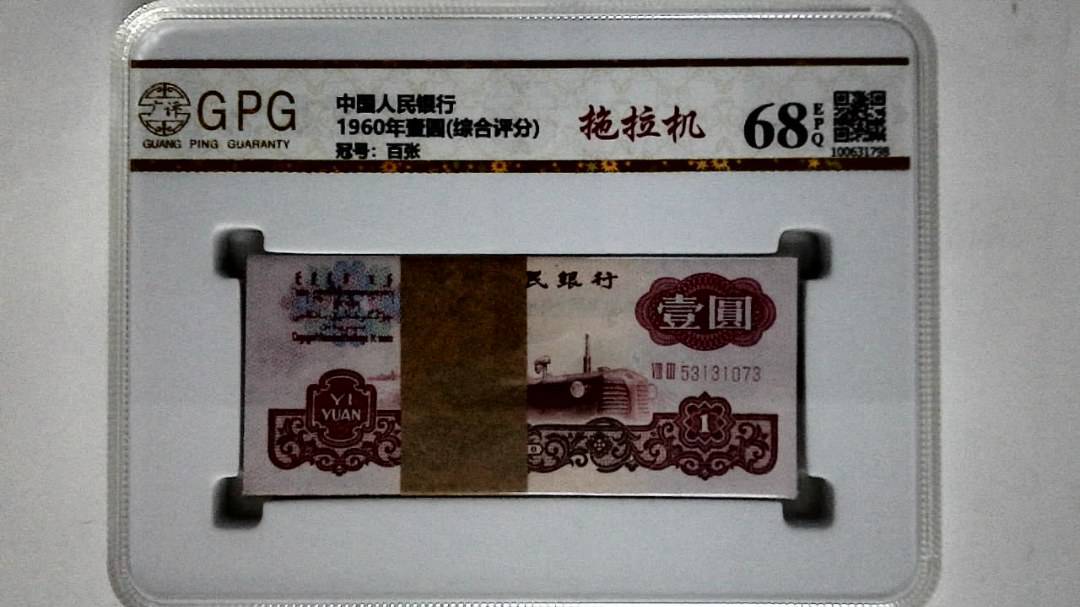 广评
GPG
GUANG PING GUARANTY
中国人民银行
1960年壹圆(综合评分)
冠号：百张
拖拉机
68
EPQ
100631798
民銀行
壹圓
VIII III 53131073
YI
YUAN
1